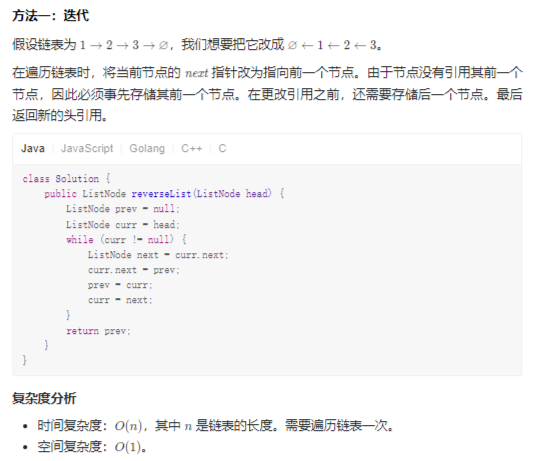 方法一：迭代
假设链表为 1 → 2 → 3 → ∅，我们想要把它改成 ∅ ← 1 ← 2 ← 3。
在遍历链表时，将当前节点的 next 指针改为指向前一个节点。由于节点没有引用其前一个
节点，因此必须事先存储其前一个节点。在更改引用之前，还需要存储后一个节点。最后
返回新的头引用。
Java JavaScript Golang C++ C
class Solution {
    public ListNode reverseList(ListNode head) {
        ListNode prev = null;
        ListNode curr = head;
        while (curr != null) {
            ListNode next = curr.next;
            curr.next = prev;
            prev = curr;
            curr = next;
        }
        return prev;
    }
}
复杂度分析
• 时间复杂度：O(n)，其中 n 是链表的长度。需要遍历链表一次。
• 空间复杂度：O(1)。